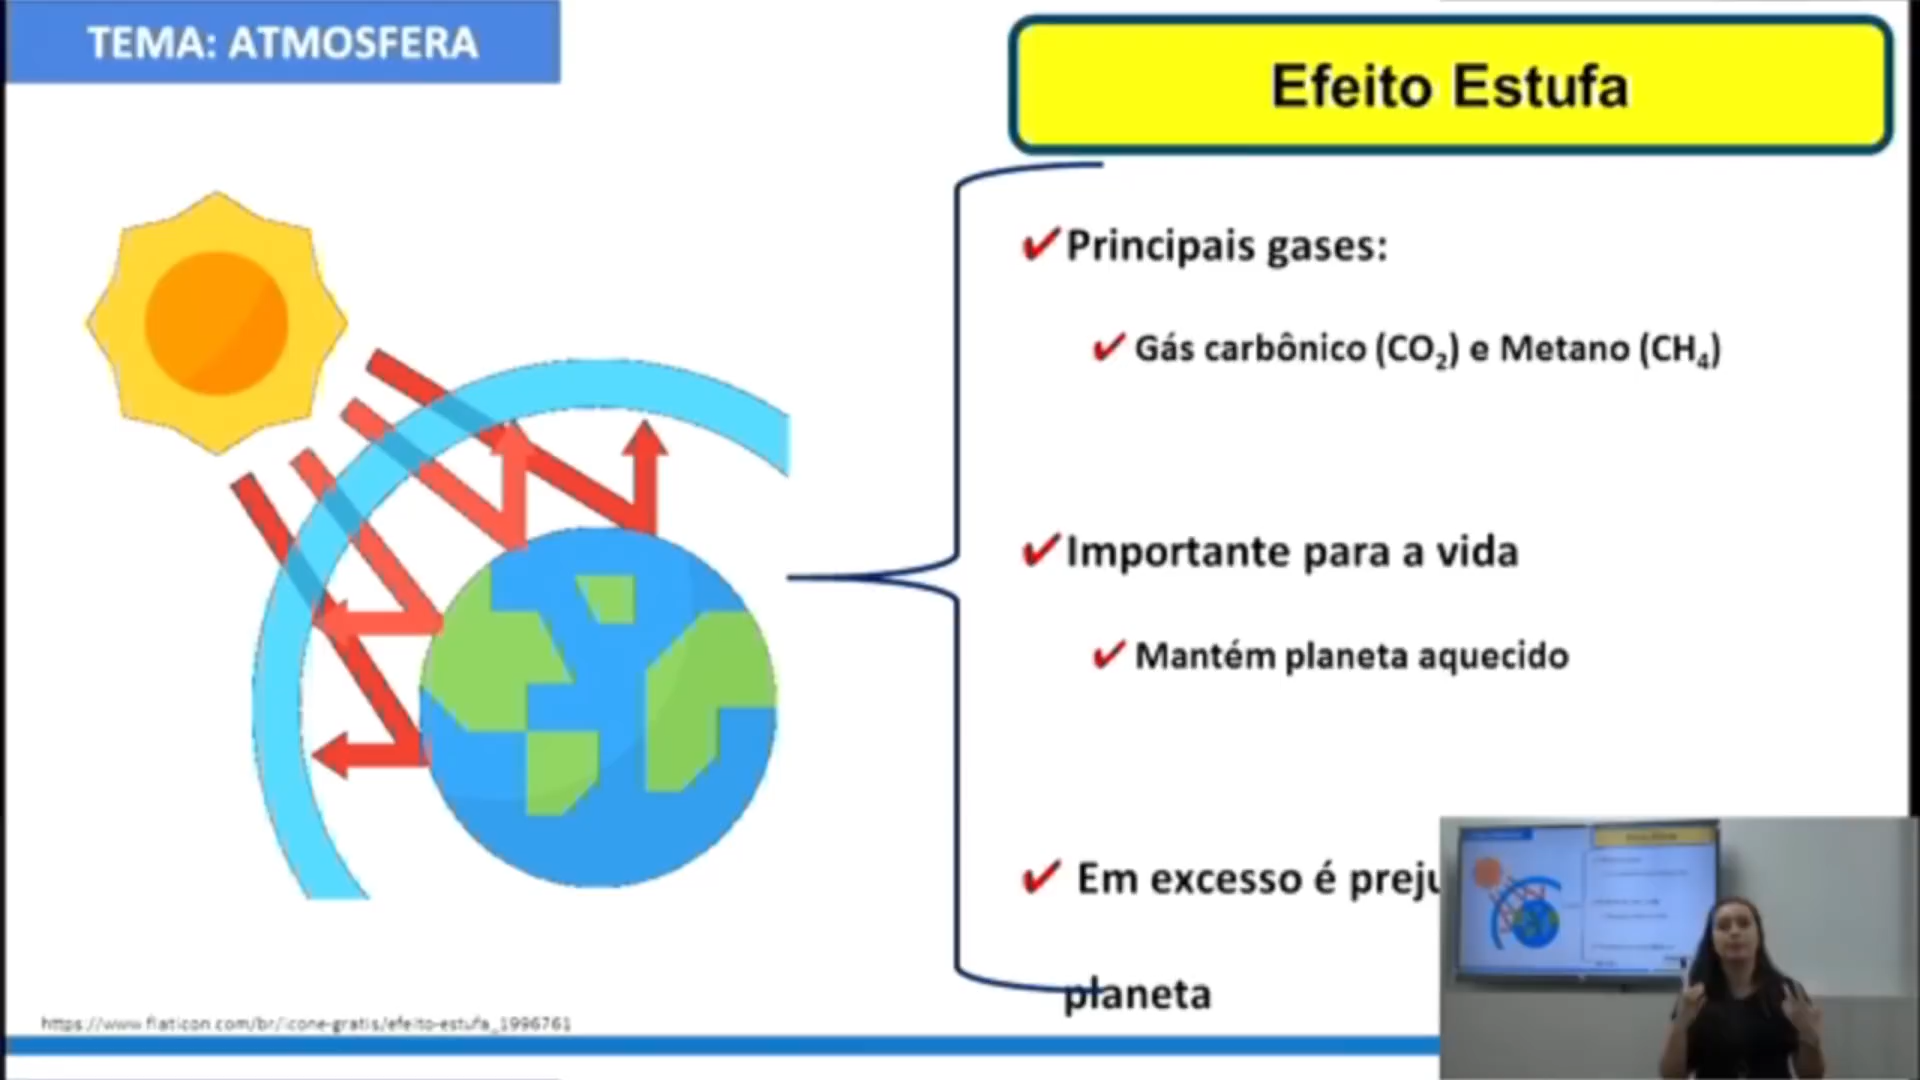 TEMA: ATMOSFERA
Efeito Estufa
✔Principais gases:
✔Gás carbônico (CO₂) e Metano (CH₄)
✔Importante para a vida
✔Mantém planeta aquecido
✔ Em excesso é
planeta
https://www.flaticon.com/br/icone-gratis/efeito-estufa_1996761